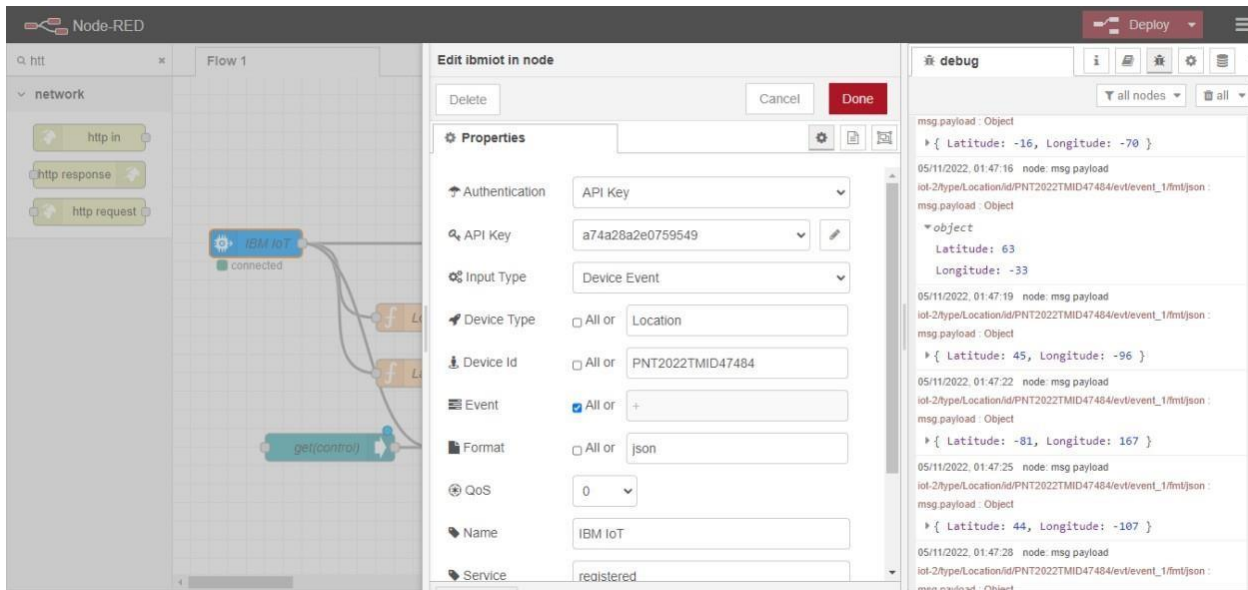 Node-RED
Deploy
htt
Flow 1
network
http in
http response
http request
IBM IoT
connected
get(control)
Edit ibmiot in node
Delete
Cancel
Done
Properties
Authentication
API Key
API Key
a74a28a2e0759549
Input Type
Device Event
Device Type
All or
Location
Device Id
All or
PNT2022TMID47484
Event
All or
+
Format
All or
json
QoS
0
Name
IBM IoT
Service
registered
debug
all nodes
all
msg.payload : Object
{ Latitude: -16, Longitude: -70 }
05/11/2022, 01:47:16 node: msg payload
iot-2/type/Location/id/PNT2022TMID47484/evt/event_1/fmt/json :
msg.payload : Object
object
Latitude: 63
Longitude: -33
05/11/2022, 01:47:19 node: msg payload
iot-2/type/Location/id/PNT2022TMID47484/evt/event_1/fmt/json :
msg.payload : Object
{ Latitude: 45, Longitude: -96 }
05/11/2022, 01:47:22 node: msg payload
iot-2/type/Location/id/PNT2022TMID47484/evt/event_1/fmt/json :
msg.payload : Object
{ Latitude: -81, Longitude: 167 }
05/11/2022, 01:47:25 node: msg payload
iot-2/type/Location/id/PNT2022TMID47484/evt/event_1/fmt/json :
msg.payload : Object
{ Latitude: 44, Longitude: -107 }
05/11/2022, 01:47:28 node: msg payload
iot-2/type/Location/id/PNT2022TMID47484/evt/event_1/fmt/json :
msg.payload : Object